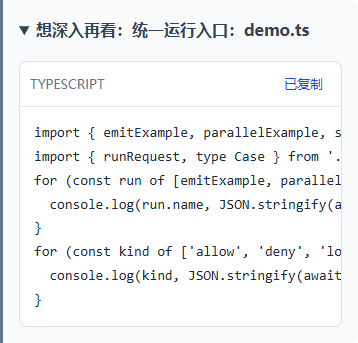 ▼ 想深入再看：统一运行入口：demo.ts
TYPESCRIPT 已复制
import { emitExample, parallelExample, s
import { runRequest, type Case } from '.
for (const run of [emitExample, parallel
  console.log(run.name, JSON.stringify(a
}
for (const kind of ['allow', 'deny', 'lo
  console.log(kind, JSON.stringify(await
}